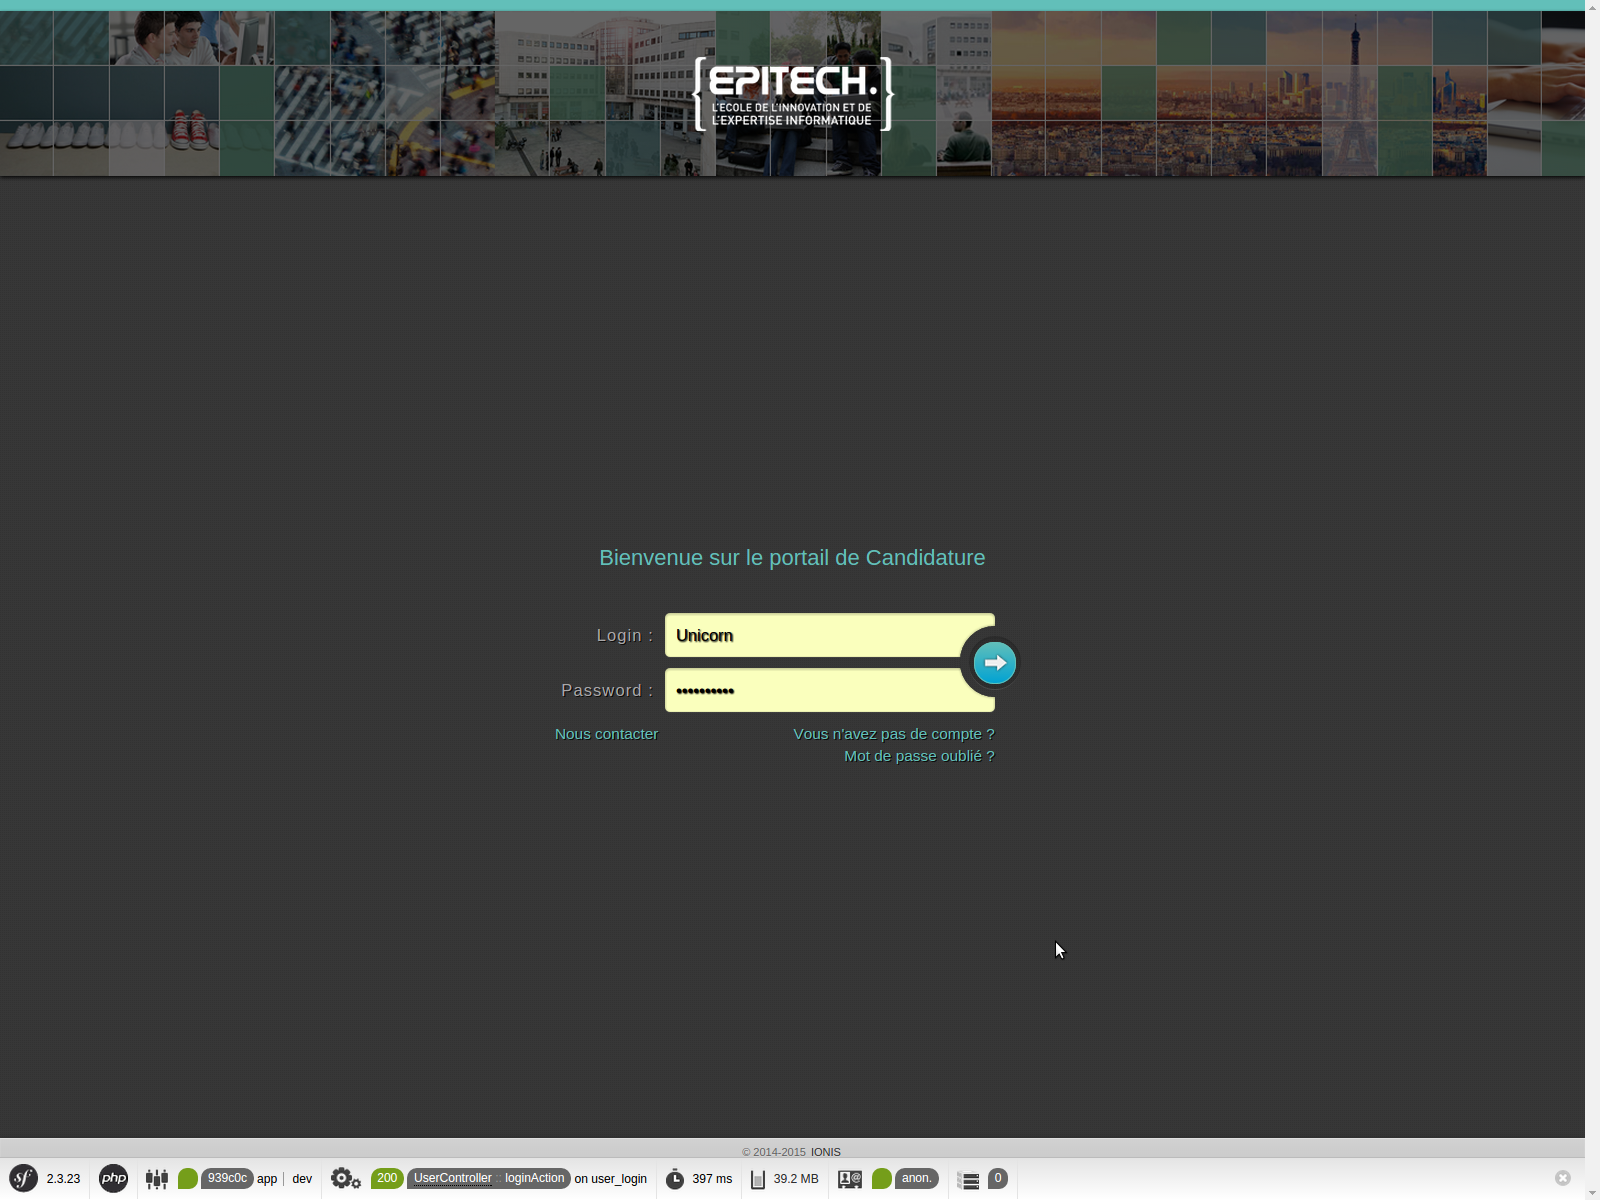 EPITECH.
L'ECOLE DE L'INNOVATION ET DE
L'EXPERTISE INFORMATIQUE
Bienvenue sur le portail de Candidature
Login : Unicorn
Password : ••••••••••
Nous contacter Vous n'avez pas de compte ?
Mot de passe oublié ?
© 2014-2015 IONIS
sf 2.3.23 php 939c0c app dev 200 UserController :: loginAction on user_login 397 ms 39.2 MB anon. 0